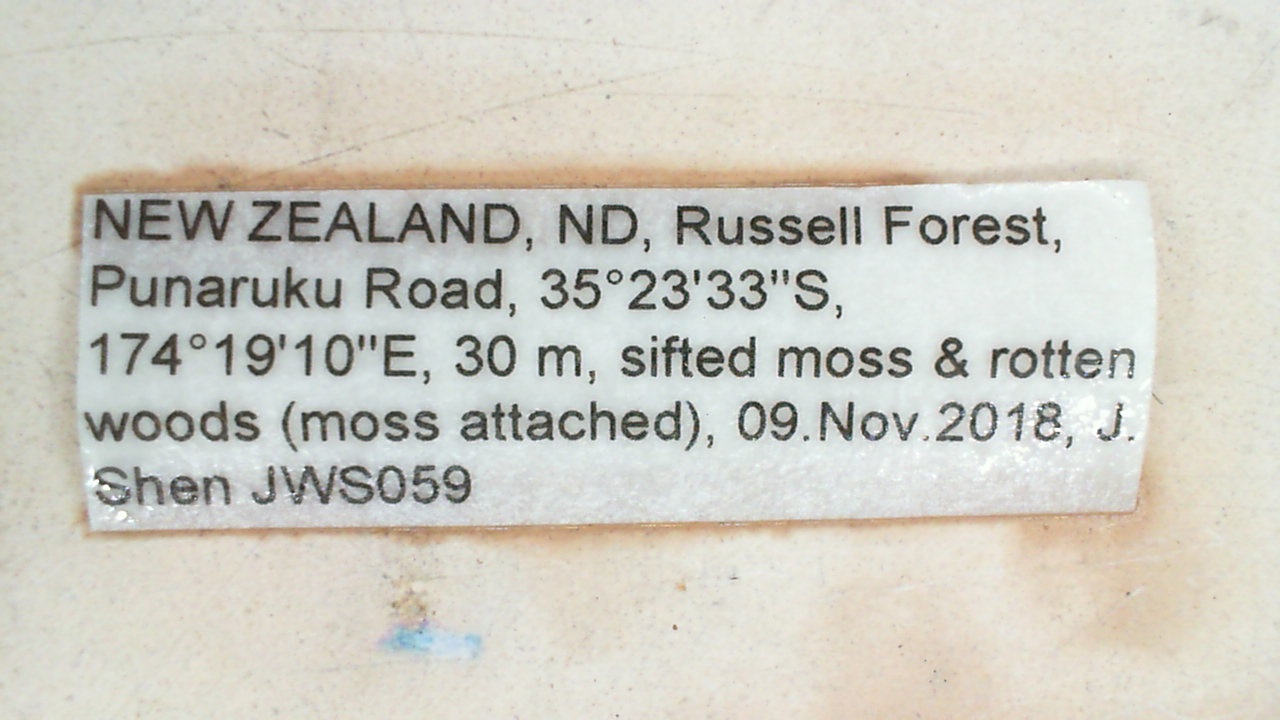 NEW ZEALAND, ND, Russell Forest,
Punaruku Road, 35°23'33"S,
174°19'10"E, 30 m, sifted moss & rotten
woods (moss attached), 09.Nov.2018, J.
Shen JWS059